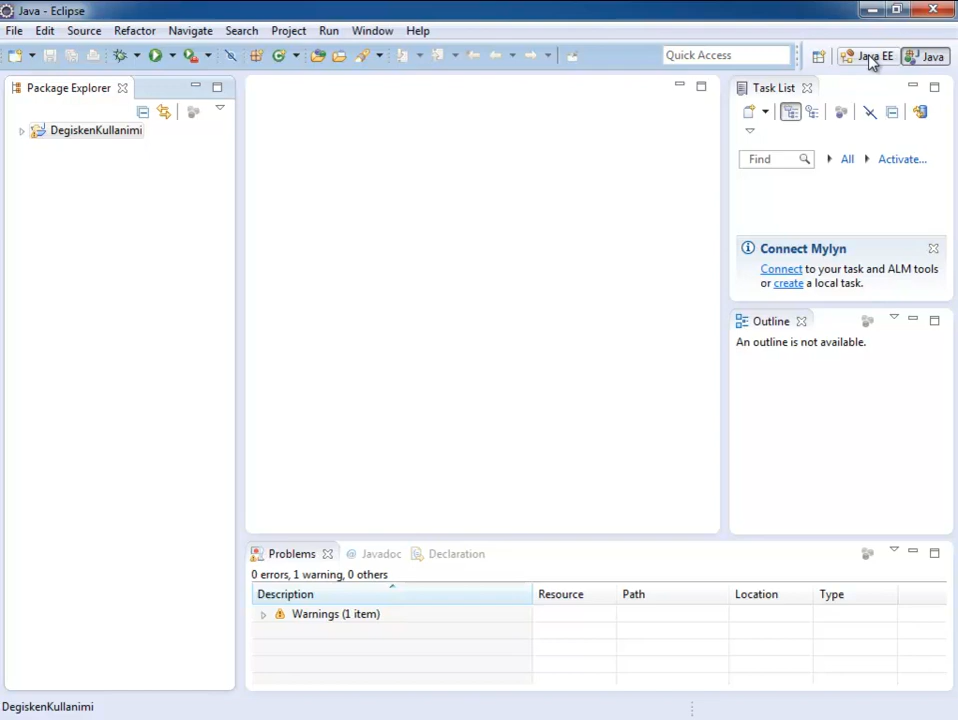 Java - Eclipse
File Edit Source Refactor Navigate Search Project Run Window Help
Quick Access Java EE Java
Package Explorer
DegiskenKullanimi
Task List
Find All Activate...
Connect Mylyn
Connect to your task and ALM tools
or create a local task.
Outline
An outline is not available.
Problems @ Javadoc Declaration
0 errors, 1 warning, 0 others
Description Resource Path Location Type
Warnings (1 item)
DegiskenKullanimi